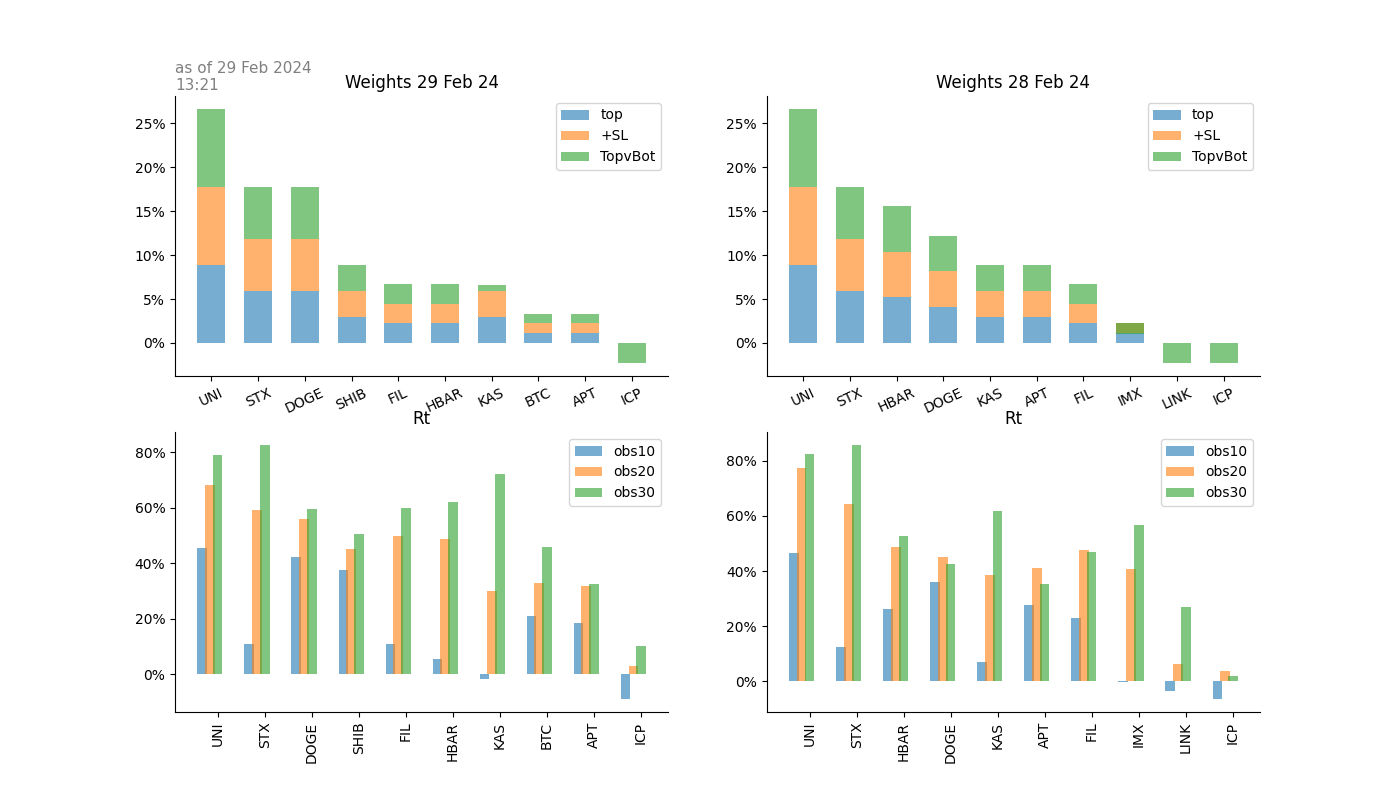 as of 29 Feb 2024
13:21
Weights 29 Feb 24
25%
20%
15%
10%
5%
0%
top
+SL
TopvBot
UNI STX DOGE SHIB FIL HBAR KAS BTC APT ICP
Weights 28 Feb 24
25%
20%
15%
10%
5%
0%
top
+SL
TopvBot
UNI STX HBAR DOGE KAS APT FIL IMX LINK ICP
Rt
80%
60%
40%
20%
0%
obs10
obs20
obs30
UNI STX DOGE SHIB FIL HBAR KAS BTC APT ICP
Rt
80%
60%
40%
20%
0%
obs10
obs20
obs30
UNI STX HBAR DOGE KAS APT FIL IMX LINK ICP